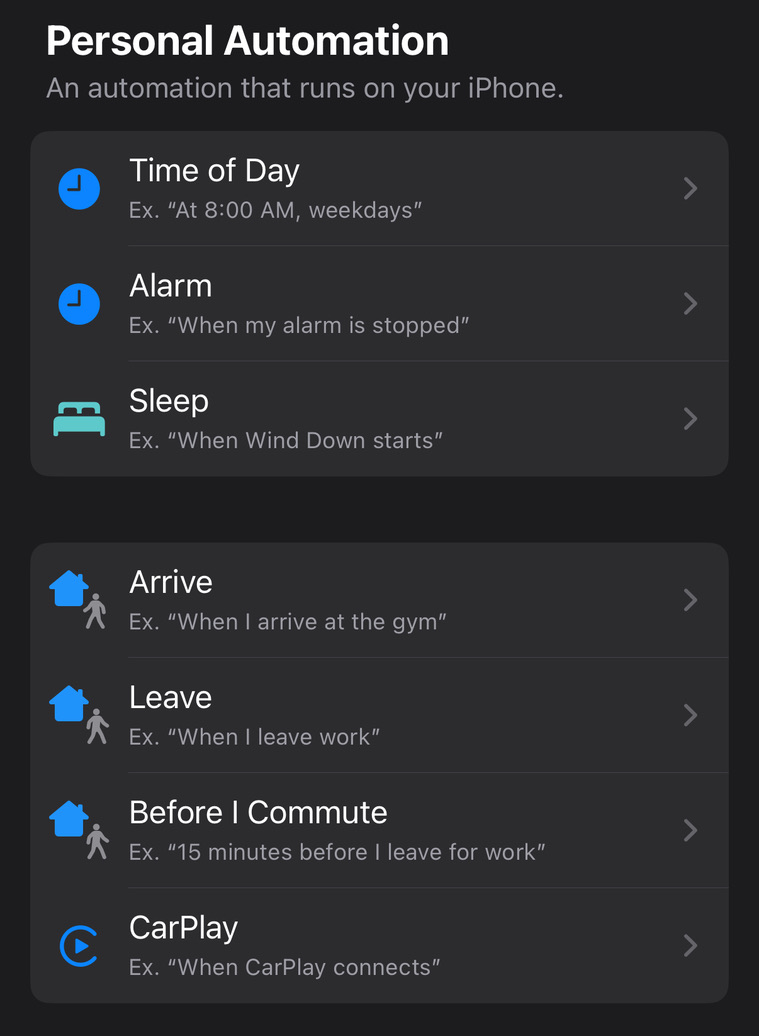 Personal Automation
An automation that runs on your iPhone.
Time of Day
Ex. “At 8:00 AM, weekdays”
Alarm
Ex. “When my alarm is stopped”
Sleep
Ex. “When Wind Down starts”
Arrive
Ex. “When I arrive at the gym”
Leave
Ex. “When I leave work”
Before I Commute
Ex. “15 minutes before I leave for work”
CarPlay
Ex. “When CarPlay connects”